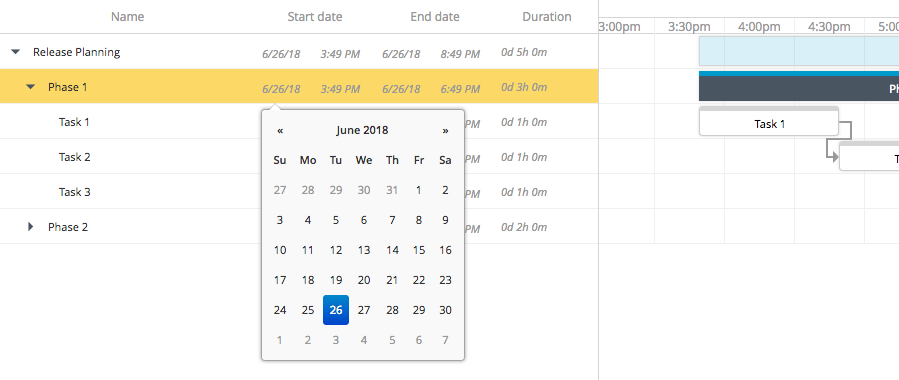 Name Start date End date Duration
3:00pm 3:30pm 4:00pm 4:30pm 5:00
Release Planning 6/26/18 3:49 PM 6/26/18 8:49 PM 0d 5h 0m
Phase 1 6/26/18 3:49 PM 6/26/18 6:49 PM 0d 3h 0m
Task 1 PM 0d 1h 0m Task 1
Task 2 PM 0d 1h 0m T
Task 3 PM 0d 1h 0m
Phase 2 PM 0d 2h 0m
« June 2018 »
Su Mo Tu We Th Fr Sa
27 28 29 30 31 1 2
3 4 5 6 7 8 9
10 11 12 13 14 15 16
17 18 19 20 21 22 23
24 25 26 27 28 29 30
1 2 3 4 5 6 7